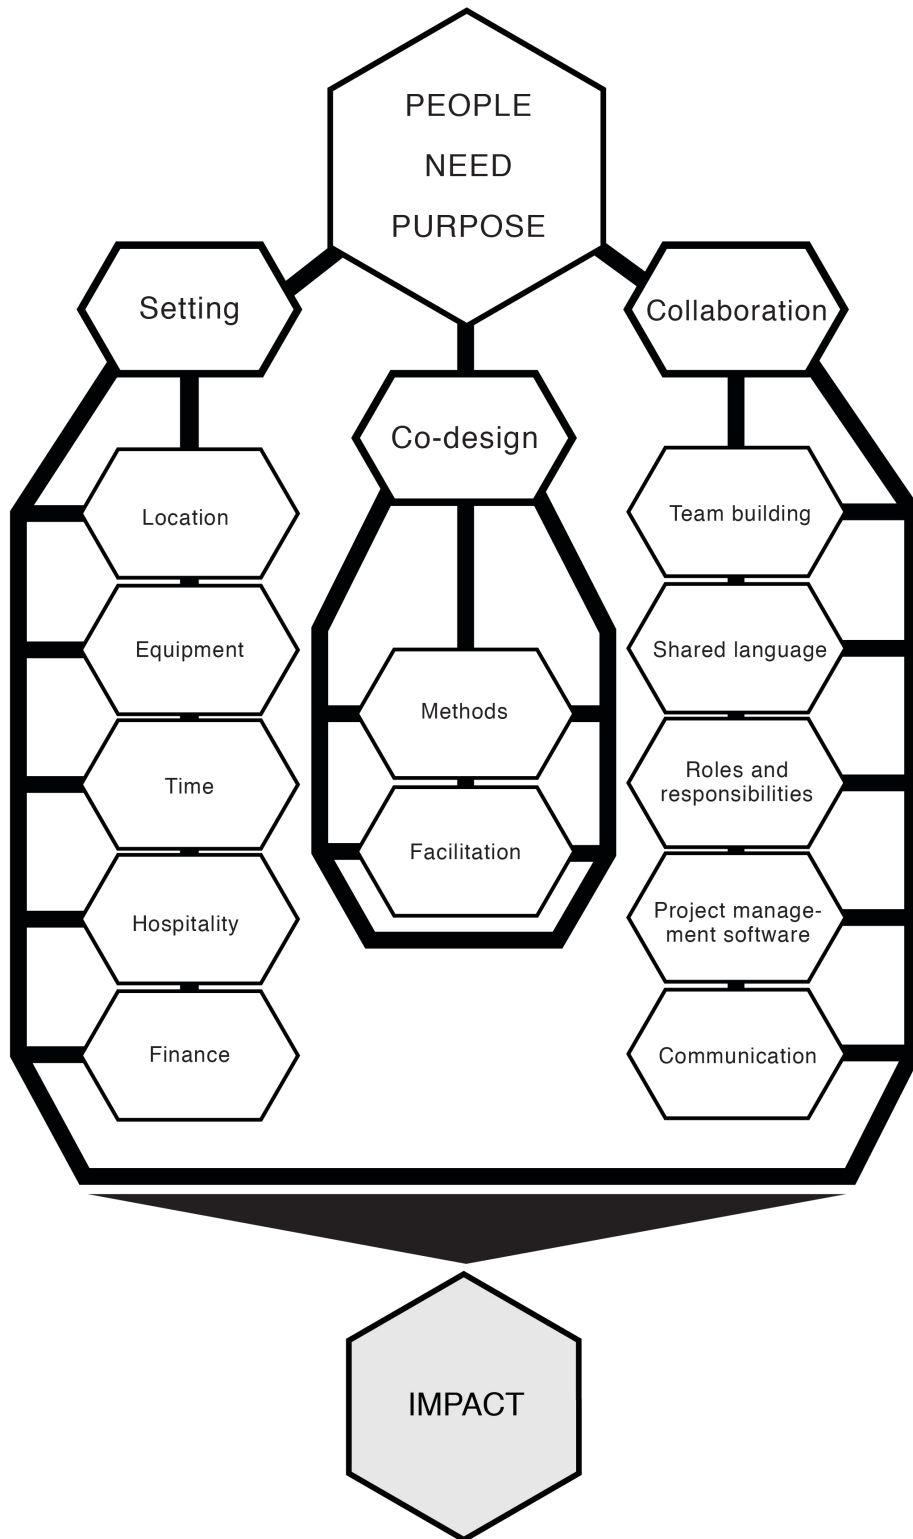 PEOPLE
NEED
PURPOSE
Setting
Collaboration
Co-design
Location
Equipment
Time
Hospitality
Finance
Methods
Facilitation
Team building
Shared language
Roles and
responsibilities
Project manage-
ment software
Communication
IMPACT